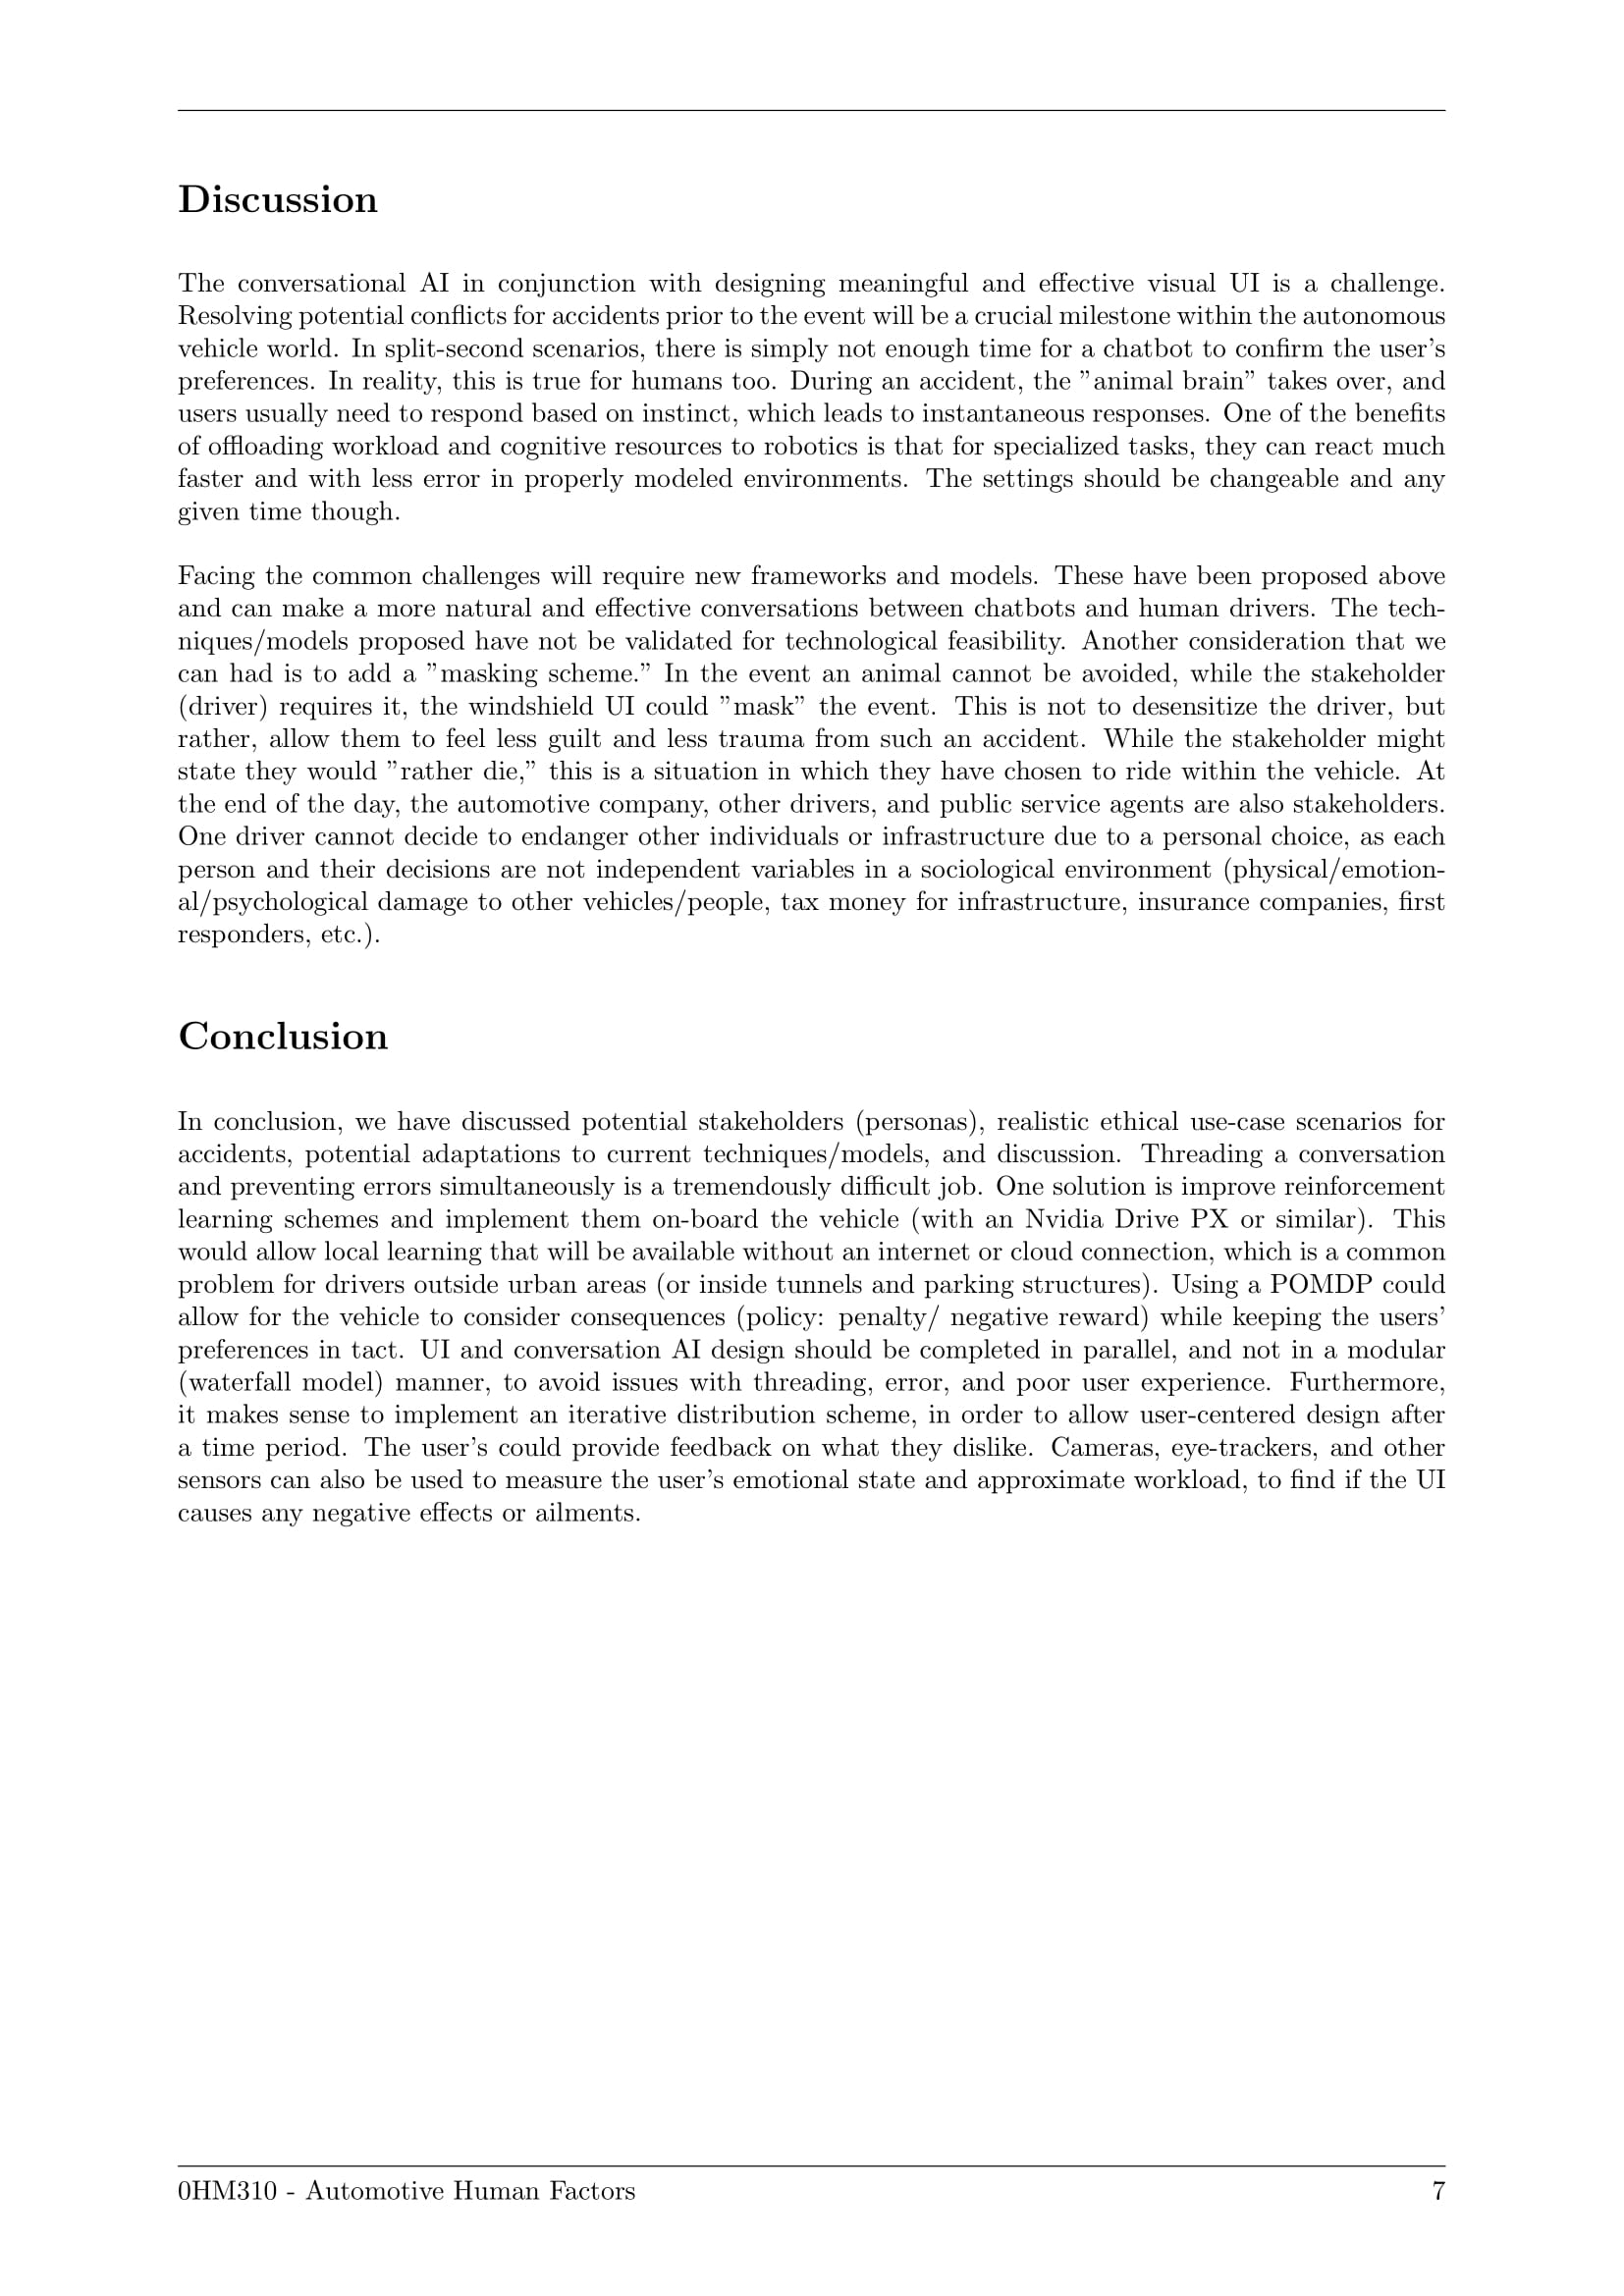 Discussion
The conversational AI in conjunction with designing meaningful and effective visual UI is a challenge.
Resolving potential conflicts for accidents prior to the event will be a crucial milestone within the autonomous
vehicle world. In split-second scenarios, there is simply not enough time for a chatbot to confirm the user's
preferences. In reality, this is true for humans too. During an accident, the ”animal brain” takes over, and
users usually need to respond based on instinct, which leads to instantaneous responses. One of the benefits
of offloading workload and cognitive resources to robotics is that for specialized tasks, they can react much
faster and with less error in properly modeled environments. The settings should be changeable and any
given time though.
Facing the common challenges will require new frameworks and models. These have been proposed above
and can make a more natural and effective conversations between chatbots and human drivers. The tech-
niques/models proposed have not be validated for technological feasibility. Another consideration that we
can had is to add a ”masking scheme.” In the event an animal cannot be avoided, while the stakeholder
(driver) requires it, the windshield UI could ”mask” the event. This is not to desensitize the driver, but
rather, allow them to feel less guilt and less trauma from such an accident. While the stakeholder might
state they would ”rather die,” this is a situation in which they have chosen to ride within the vehicle. At
the end of the day, the automotive company, other drivers, and public service agents are also stakeholders.
One driver cannot decide to endanger other individuals or infrastructure due to a personal choice, as each
person and their decisions are not independent variables in a sociological environment (physical/emotion-
al/psychological damage to other vehicles/people, tax money for infrastructure, insurance companies, first
responders, etc.).
Conclusion
In conclusion, we have discussed potential stakeholders (personas), realistic ethical use-case scenarios for
accidents, potential adaptations to current techniques/models, and discussion. Threading a conversation
and preventing errors simultaneously is a tremendously difficult job. One solution is improve reinforcement
learning schemes and implement them on-board the vehicle (with an Nvidia Drive PX or similar). This
would allow local learning that will be available without an internet or cloud connection, which is a common
problem for drivers outside urban areas (or inside tunnels and parking structures). Using a POMDP could
allow for the vehicle to consider consequences (policy: penalty/ negative reward) while keeping the users'
preferences in tact. UI and conversation AI design should be completed in parallel, and not in a modular
(waterfall model) manner, to avoid issues with threading, error, and poor user experience. Furthermore,
it makes sense to implement an iterative distribution scheme, in order to allow user-centered design after
a time period. The user's could provide feedback on what they dislike. Cameras, eye-trackers, and other
sensors can also be used to measure the user's emotional state and approximate workload, to find if the UI
causes any negative effects or ailments.
0HM310 - Automotive Human Factors 7